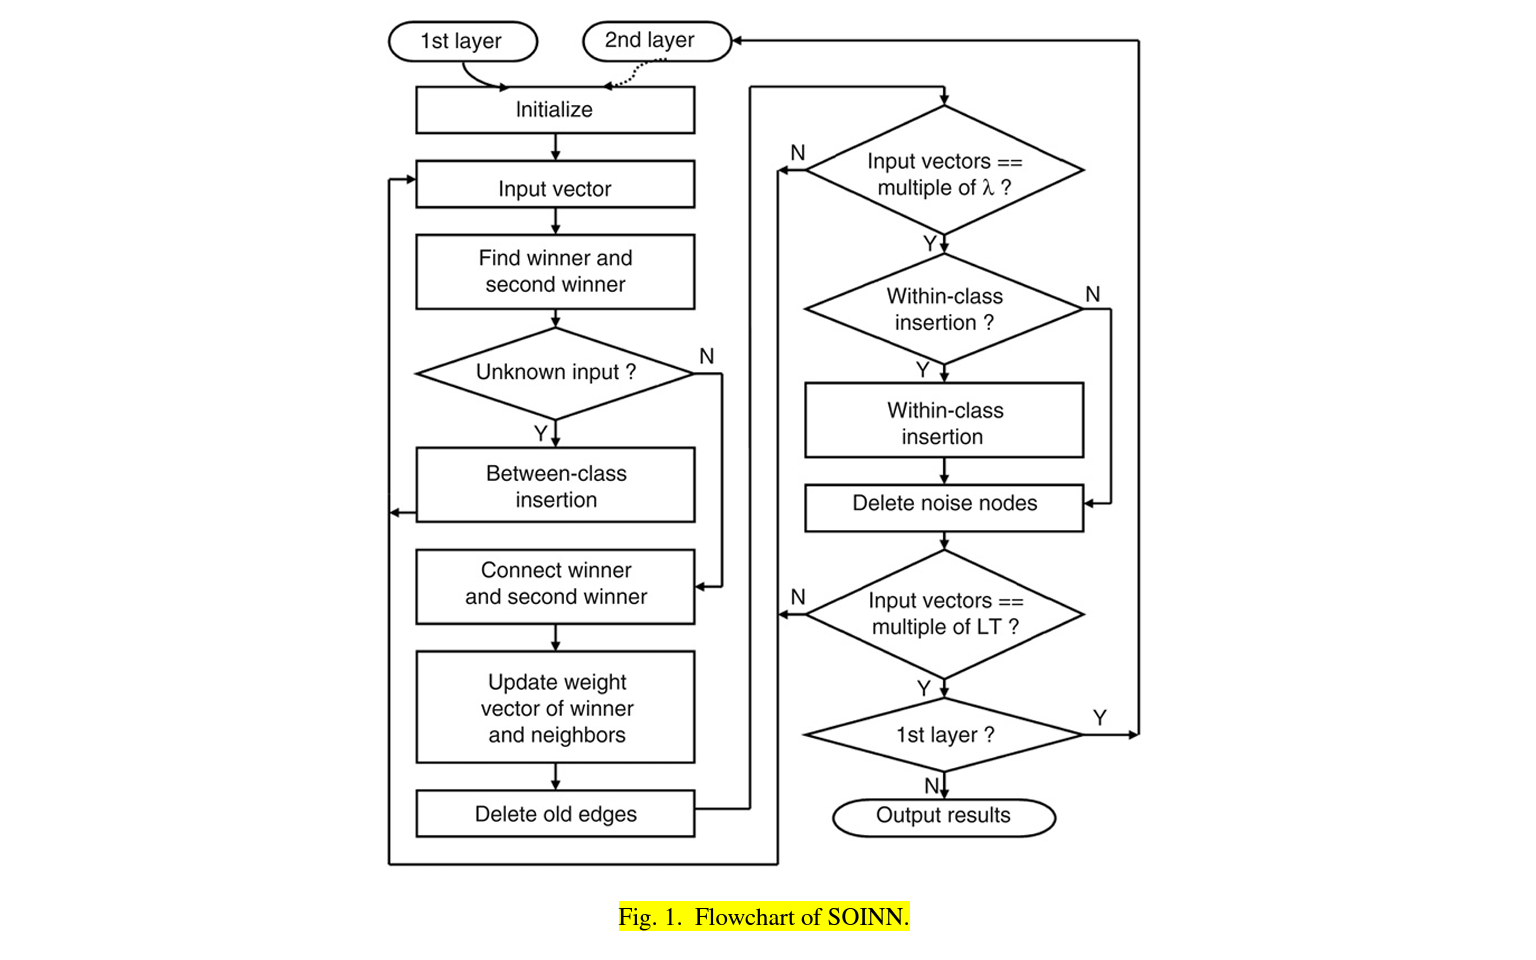 1st layer
2nd layer
Initialize
Input vector
Find winner and
second winner
Unknown input ?
N
Y
Between-class
insertion
Connect winner
and second winner
Update weight
vector of winner
and neighbors
Delete old edges
Input vectors ==
multiple of λ ?
N
Y
Within-class
insertion ?
N
Y
Within-class
insertion
Delete noise nodes
Input vectors ==
multiple of LT ?
N
Y
1st layer ?
Y
N
Output results
Fig. 1. Flowchart of SOINN.